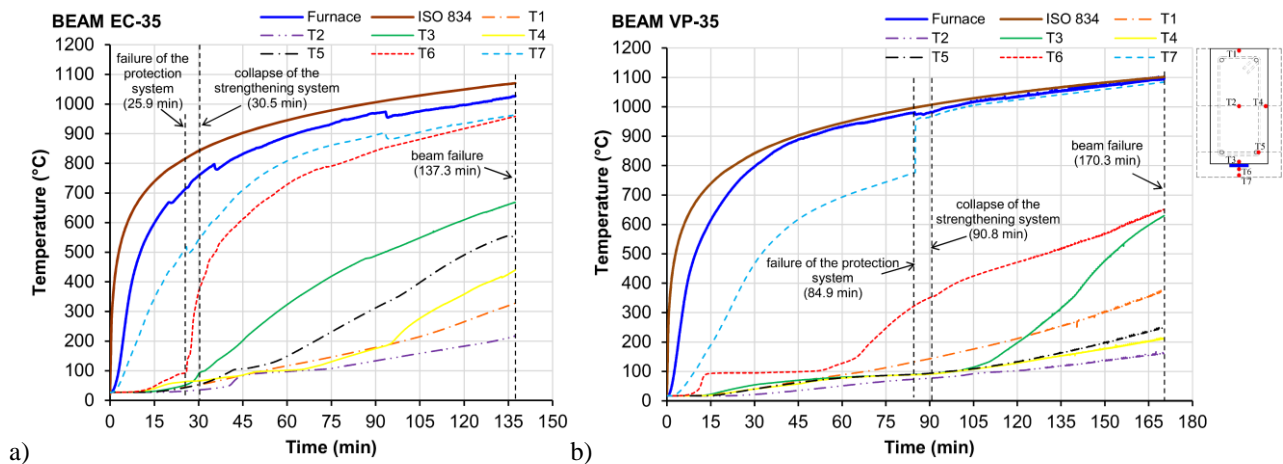 BEAM EC-35
Furnace ISO 834 T1
T2 T3 T4
T5 T6 T7
1200
1100
1000
900
800
700
600
500
400
300
200
100
0
Temperature (°C)
failure of the
protection
system
(25.9 min)
collapse of the
strengthening system
(30.5 min)
beam failure
(137.3 min)
0 15 30 45 60 75 90 105 120 135 150
Time (min)
a)
BEAM VP-35
Furnace ISO 834 T1
T2 T3 T4
T5 T6 T7
1200
1100
1000
900
800
700
600
500
400
300
200
100
0
Temperature (°C)
beam failure
(170.3 min)
collapse of the
strengthening system
(90.8 min)
failure of the protection
system
(84.9 min)
0 15 30 45 60 75 90 105 120 135 150 165 180
Time (min)
b)
T1
T2 T4
T5
T3
T6
T7